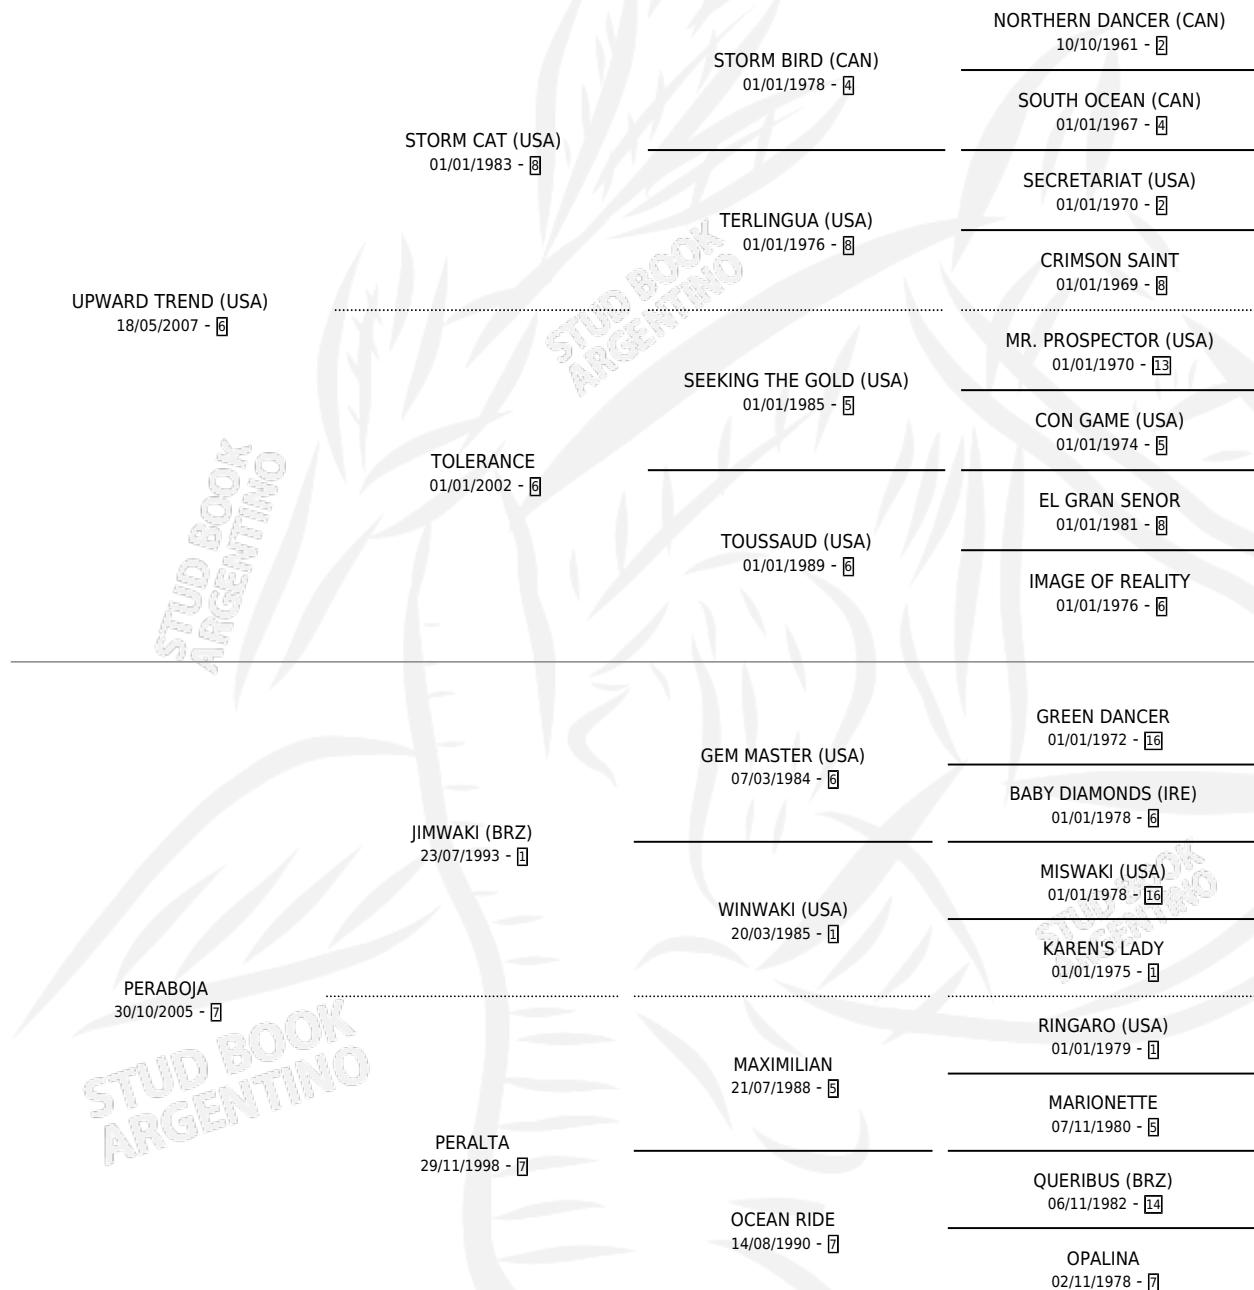 NORTHERN DANCER (CAN)
10/10/1961 - 2
STORM BIRD (CAN)
01/01/1978 - 4
SOUTH OCEAN (CAN)
01/01/1967 - 4
STORM CAT (USA)
01/01/1983 - 8
SECRETARIAT (USA)
01/01/1970 - 2
TERLINGUA (USA)
01/01/1976 - 8
CRIMSON SAINT
01/01/1969 - 8
UPWARD TREND (USA)
18/05/2007 - 6
STUD BOOK
ARGENTINO
MR. PROSPECTOR (USA)
01/01/1970 - 13
SEEKING THE GOLD (USA)
01/01/1985 - 5
CON GAME (USA)
01/01/1974 - 5
TOLERANCE
01/01/2002 - 6
EL GRAN SENOR
01/01/1981 - 8
TOUSSAUD (USA)
01/01/1989 - 6
IMAGE OF REALITY
01/01/1976 - 6
STUD BOOK
ARGENTINO
GREEN DANCER
01/01/1972 - 16
GEM MASTER (USA)
07/03/1984 - 6
BABY DIAMONDS (IRE)
01/01/1978 - 6
JIMWAKI (BRZ)
23/07/1993 - 1
MISWAKI (USA)
01/01/1978 - 16
WINWAKI (USA)
20/03/1985 - 1
STUD BOOK
ARGENTINO
KAREN'S LADY
01/01/1975 - 1
PERABOJA
30/10/2005 - 7
RINGARO (USA)
01/01/1979 - 1
MAXIMILIAN
21/07/1988 - 5
STUD BOOK
ARGENTINO
MARIONETTE
07/11/1980 - 5
PERALTA
29/11/1998 - 7
QUERIBUS (BRZ)
06/11/1982 - 14
OCEAN RIDE
14/08/1990 - 7
OPALINA
02/11/1978 - 7